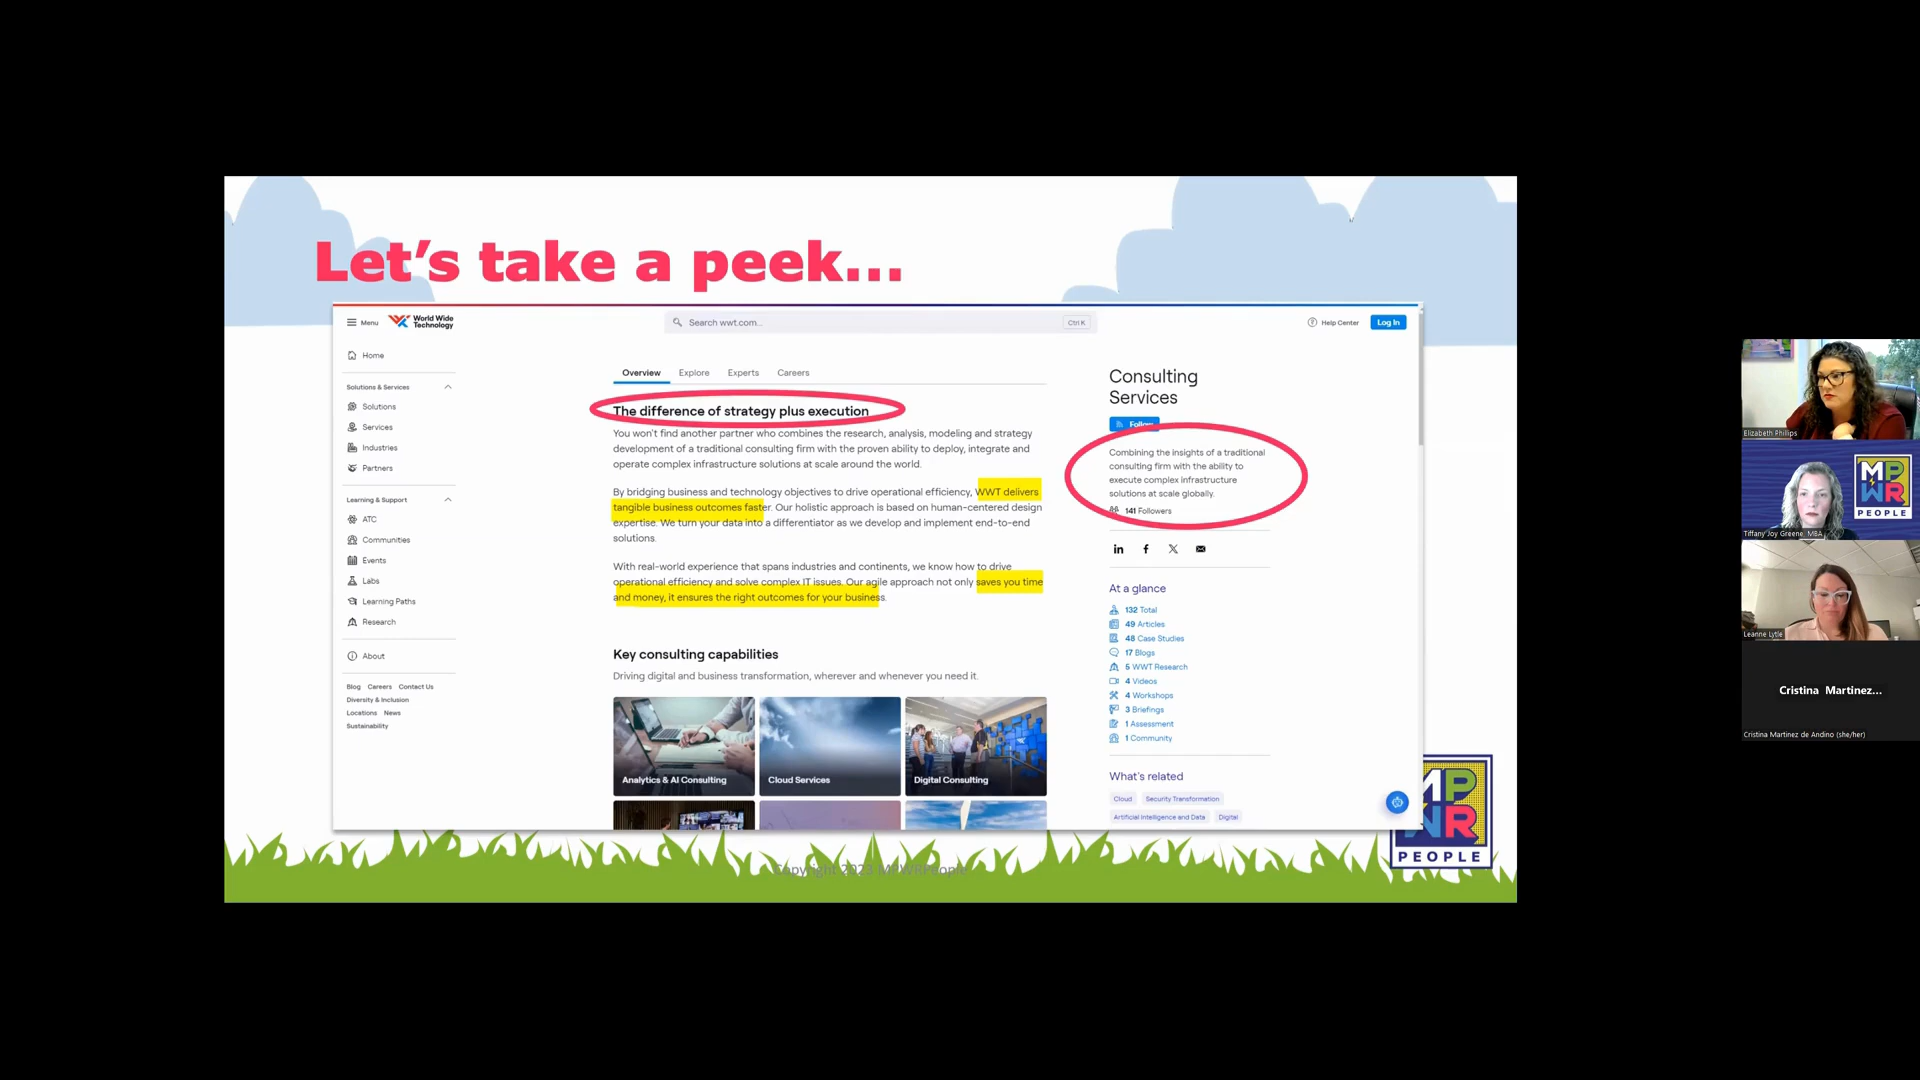 Let's take a peek...
Menu
World Wide
Technology
Search wwt.com...
Ctrl K
Help Center
Log In
Home
Solutions & Services
Solutions
Services
Industries
Partners
Learning & Support
ATC
Communities
Events
Labs
Learning Paths
Research
About
Blog Careers Contact Us
Diversity & Inclusion
Locations News
Sustainability
Overview Explore Experts Careers
The difference of strategy plus execution
You won't find another partner who combines the research, analysis, modeling and strategy
development of a traditional consulting firm with the proven ability to deploy, integrate and
operate complex infrastructure solutions at scale around the world.
By bridging business and technology objectives to drive operational efficiency, WWT delivers
tangible business outcomes faster. Our holistic approach is based on human-centered design
expertise. We turn your data into a differentiator as we develop and implement end-to-end
solutions.
With real-world experience that spans industries and continents, we know how to drive
operational efficiency and solve complex IT issues. Our agile approach not only saves you time
and money, it ensures the right outcomes for your business.
Key consulting capabilities
Driving digital and business transformation, wherever and whenever you need it.
Analytics & AI Consulting
Cloud Services
Digital Consulting
Consulting
Services
Follow
Combining the insights of a traditional
consulting firm with the ability to
execute complex infrastructure
solutions at scale globally.
141 Followers
At a glance
132 Total
49 Articles
48 Case Studies
17 Blogs
5 WWT Research
4 Videos
4 Workshops
3 Briefings
1 Assessment
1 Community
What's related
Cloud Security Transformation
Artificial Intelligence and Data Digital
Copyright 2023 MPWRPeople
MP
WR
PEOPLE
Elizabeth Phillips
MP
WR
PEOPLE
Tiffany Joy Greene, MBA
Leanne Lytle
Cristina Martinez...
Cristina Martinez de Andino (she/her)